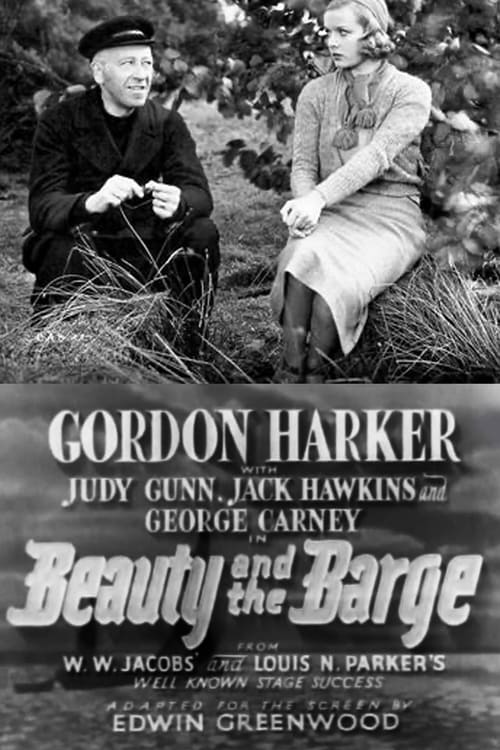 GORDON HARKER
WITH
JUDY GUNN. JACK HAWKINS and
GEORGE CARNEY
IN
Beauty and the Barge
FROM
W. W. JACOBS' and LOUIS N. PARKER'S
WELL KNOWN STAGE SUCCESS
ADAPTED FOR THE SCREEN BY
EDWIN GREENWOOD